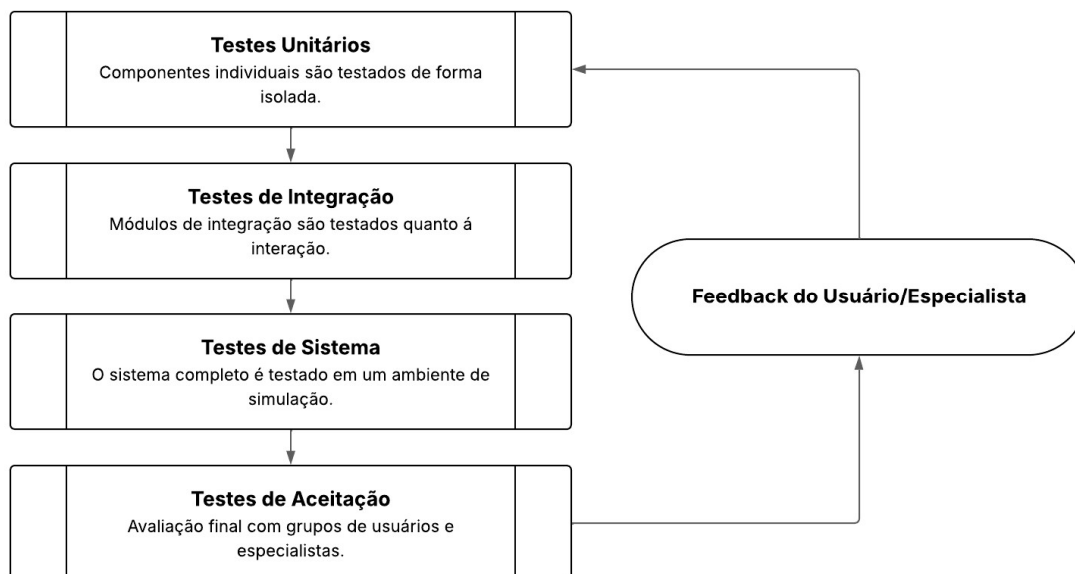 Testes Unitários
Componentes individuais são testados de forma
isolada.
Testes de Integração
Módulos de integração são testados quanto á
interação.
Testes de Sistema
O sistema completo é testado em um ambiente de
simulação.
Testes de Aceitação
Avaliação final com grupos de usuários e
especialistas.
Feedback do Usuário/Especialista